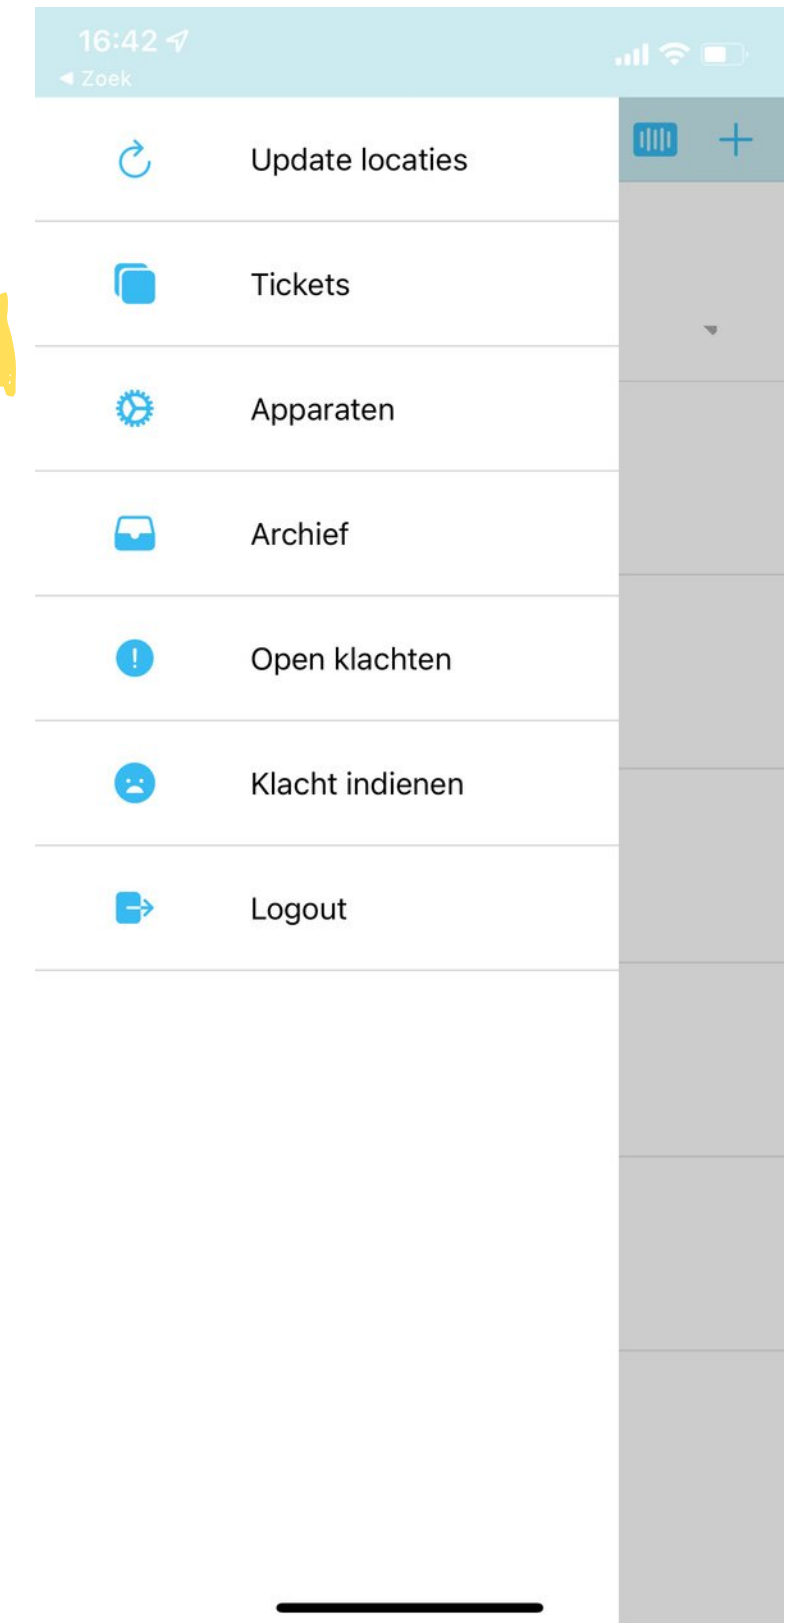 16:42
◀ Zoek
Update locaties
Tickets
Apparaten
Archief
Open klachten
Klacht indienen
Logout